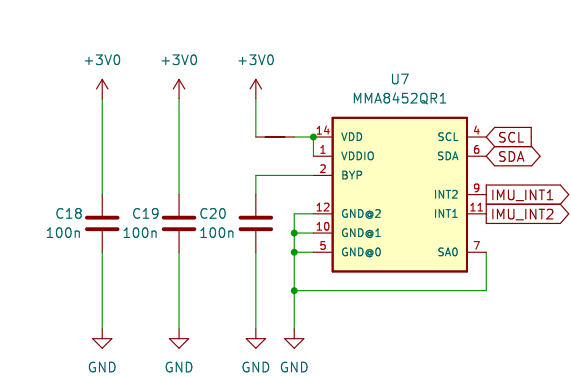 +3V0 +3V0 +3V0
U7
MMA8452QR1
14 VDD SCL 4 SCL
1 VDDIO SDA 6 SDA
2 BYP
INT2 9 IMU_INT1
C18 C19 C20 12 GND@2 INT1 11 IMU_INT2
100n 100n 100n 10 GND@1
5 GND@0 SA0 7
GND GND GND GND